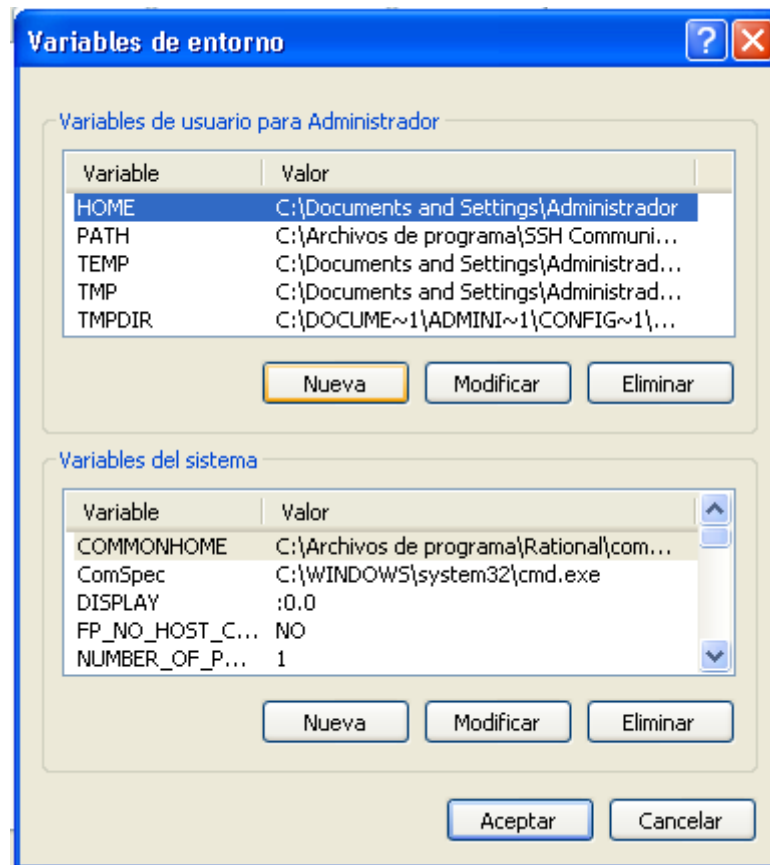 Variables de entorno
Variables de usuario para Administrador
Variable Valor
HOME C:\Documents and Settings\Administrador
PATH C:\Archivos de programa\SSH Communi...
TEMP C:\Documents and Settings\Administrad...
TMP C:\Documents and Settings\Administrad...
TMPDIR C:\DOCUME~1\ADMINI~1\CONFIG~1\...
Nueva Modificar Eliminar
Variables del sistema
Variable Valor
COMMONHOME C:\Archivos de programa\Rational\com...
ComSpec C:\WINDOWS\system32\cmd.exe
DISPLAY :0.0
FP_NO_HOST_C... NO
NUMBER_OF_P... 1
Nueva Modificar Eliminar
Aceptar Cancelar